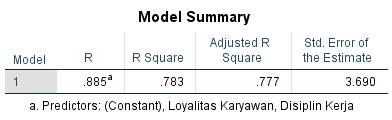 Model Summary
Model R R Square Adjusted R Square Std. Error of the Estimate
1 .885a .783 .777 3.690
a. Predictors: (Constant), Loyalitas Karyawan, Disiplin Kerja